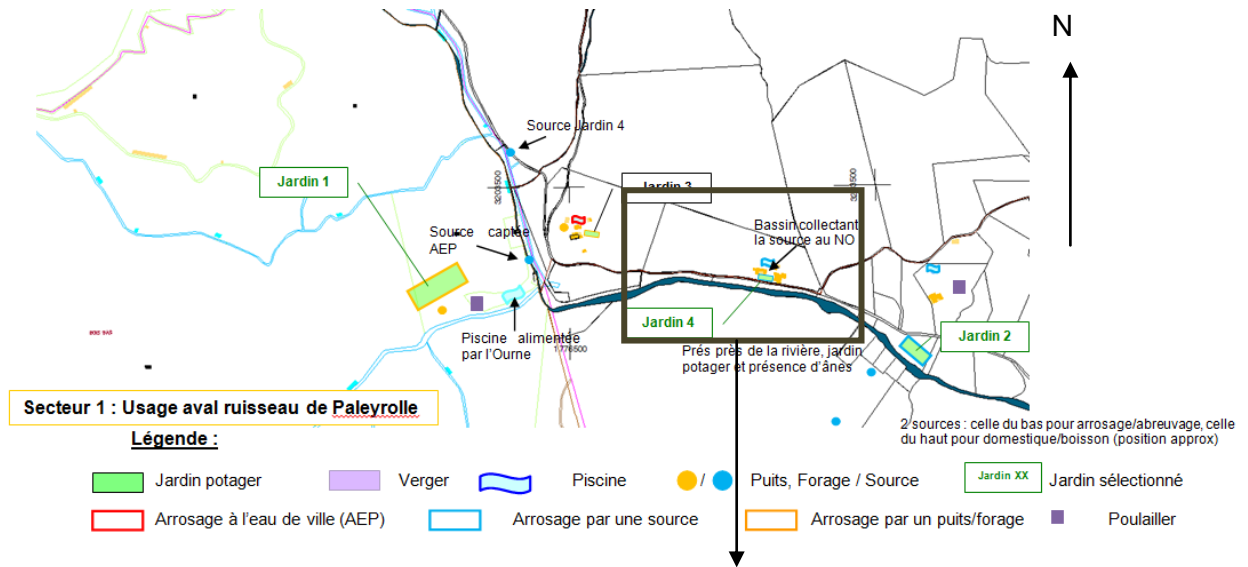 N
Source Jardin 4
Jardin 1
3203500
Jardin 3
3203500
Bassin collectant
la source au NO
Source captée
AEP
Jardin 4
Jardin 2
Piscine alimentée
par l'Ourne
1 776500
Prés près de la rivière, jardin
potager et présence d'ânes
Secteur 1 : Usage aval ruisseau de Paleyrolle
2 sources : celle du bas pour arrosage/abreuvage, celle
du haut pour domestique/boisson (position approx)
Légende :
Jardin potager
Verger
Piscine
/
Puits, Forage / Source
Jardin XX
Jardin sélectionné
Arrosage à l'eau de ville (AEP)
Arrosage par une source
Arrosage par un puits/forage
Poulailler